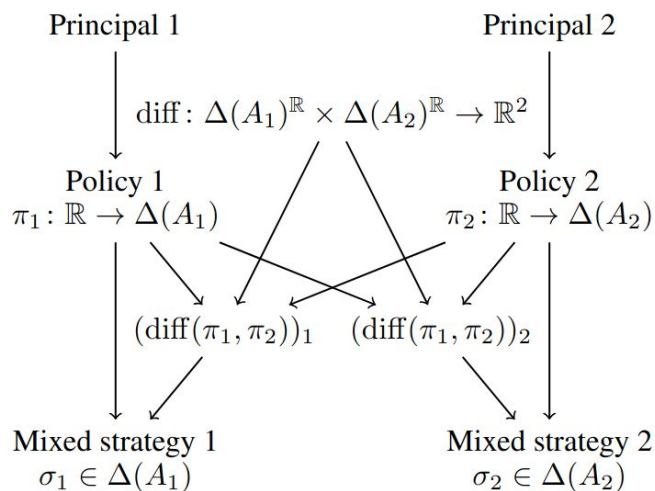 Principal 1 Principal 2
diff: Δ(A₁)^ℝ × Δ(A₂)^ℝ → ℝ²
Policy 1 Policy 2
π₁: ℝ → Δ(A₁) π₂: ℝ → Δ(A₂)
(diff(π₁, π₂))₁ (diff(π₁, π₂))₂
Mixed strategy 1 Mixed strategy 2
σ₁ ∈ Δ(A₁) σ₂ ∈ Δ(A₂)